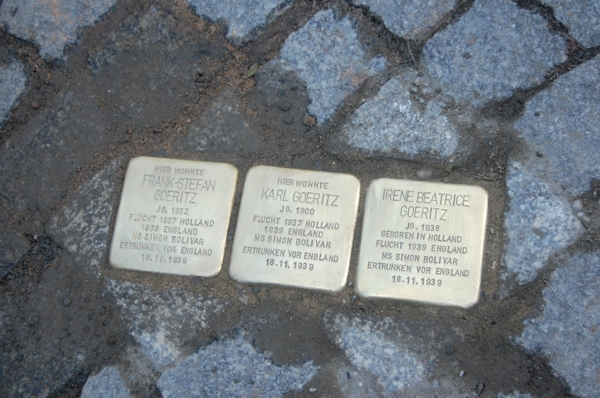 HIER WOHNTE
FRANK-STEFAN
GOERITZ
JG. 1932
FLUCHT 1937 HOLLAND
1939 ENGLAND
MS SIMON BOLIVAR
ERTRUNKEN VOR ENGLAND
18.11.1939
HIER WOHNTE
KARL GOERITZ
JG. 1900
FLUCHT 1937 HOLLAND
1939 ENGLAND
MS SIMON BOLIVAR
ERTRUNKEN VOR ENGLAND
18.11.1939
IRENE BEATRICE
GOERITZ
JG. 1938
GEBOREN IN HOLLAND
FLUCHT 1939 ENGLAND
MS SIMON BOLIVAR
ERTRUNKEN VOR ENGLAND
18.11.1939